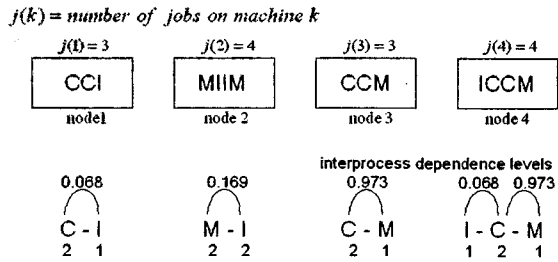 j(k) = number of jobs on machine k
j(1) = 3 j(2) = 4 j(3) = 3 j(4) = 4
CCI MIIM CCM ICCM
node1 node 2 node 3 node 4
interprocess dependence levels
0.068 0.169 0.973 0.068 0.973
C - I M - I C - M I - C - M
2 1 2 2 2 1 1 2 1